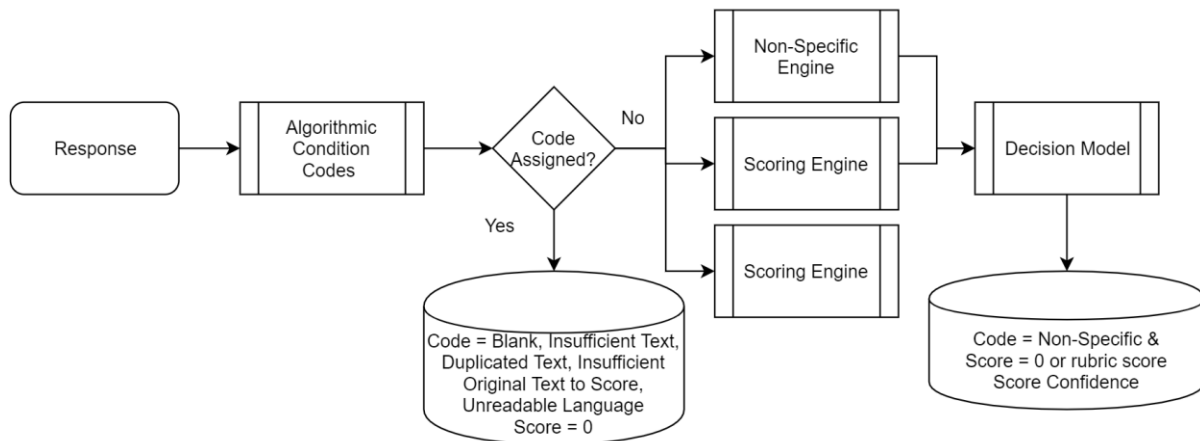 Response
Algorithmic
Condition
Codes
Code
Assigned?
No
Yes
Non-Specific
Engine
Scoring Engine
Scoring Engine
Decision Model
Code = Blank, Insufficient Text,
Duplicated Text, Insufficient
Original Text to Score,
Unreadable Language
Score = 0
Code = Non-Specific &
Score = 0 or rubric score
Score Confidence